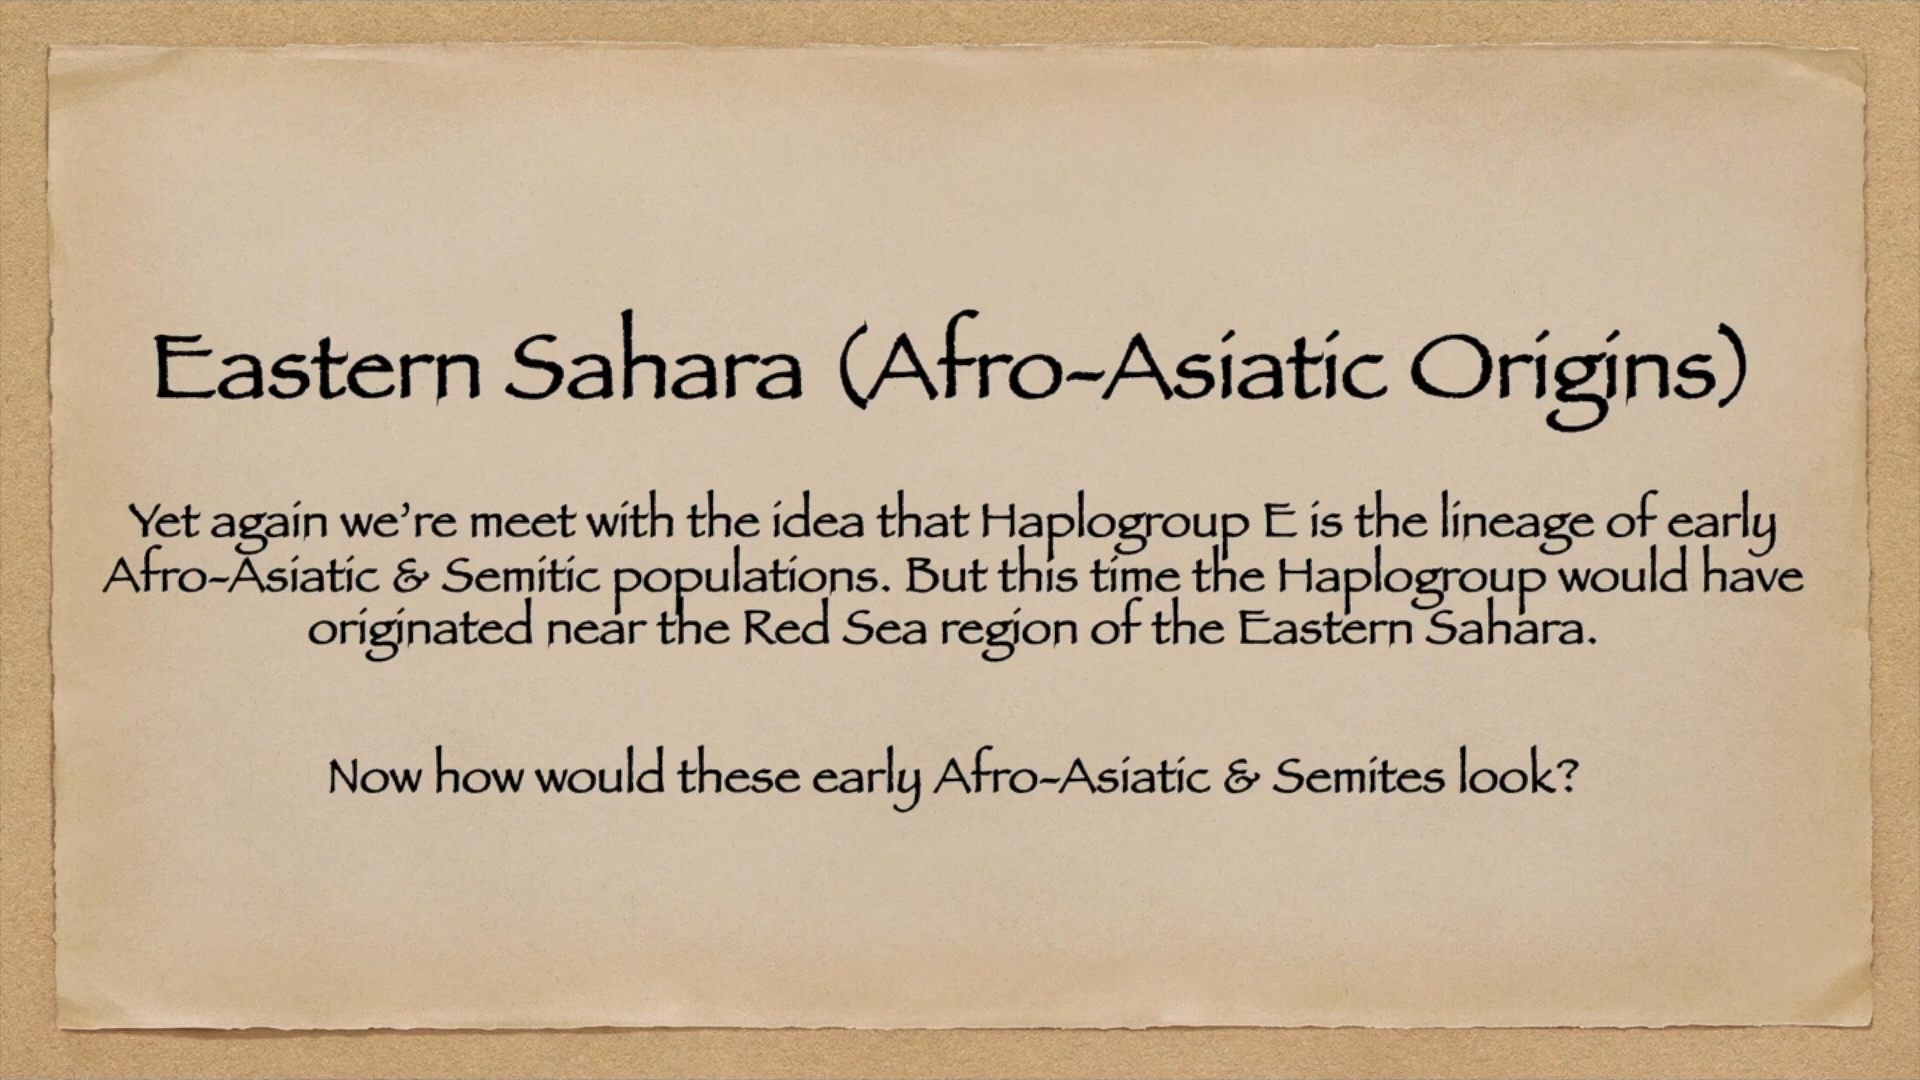 Eastern Sahara (Afro-Asiatic Origins)
Yet again we're meet with the idea that Haplogroup E is the lineage of early
Afro-Asiatic & Semitic populations. But this time the Haplogroup would have
originated near the Red Sea region of the Eastern Sahara.
Now how would these early Afro-Asiatic & Semites look?